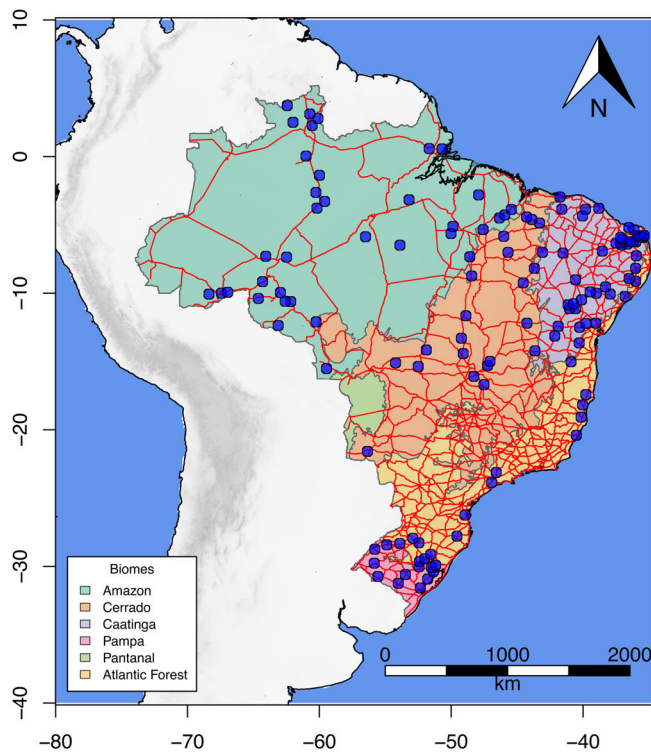 10
0
−10
−20
−30
−40
N
Biomes
Amazon
Cerrado
Caatinga
Pampa
Pantanal
Atlantic Forest
0 1000 2000
km
−80 −70 −60 −50 −40